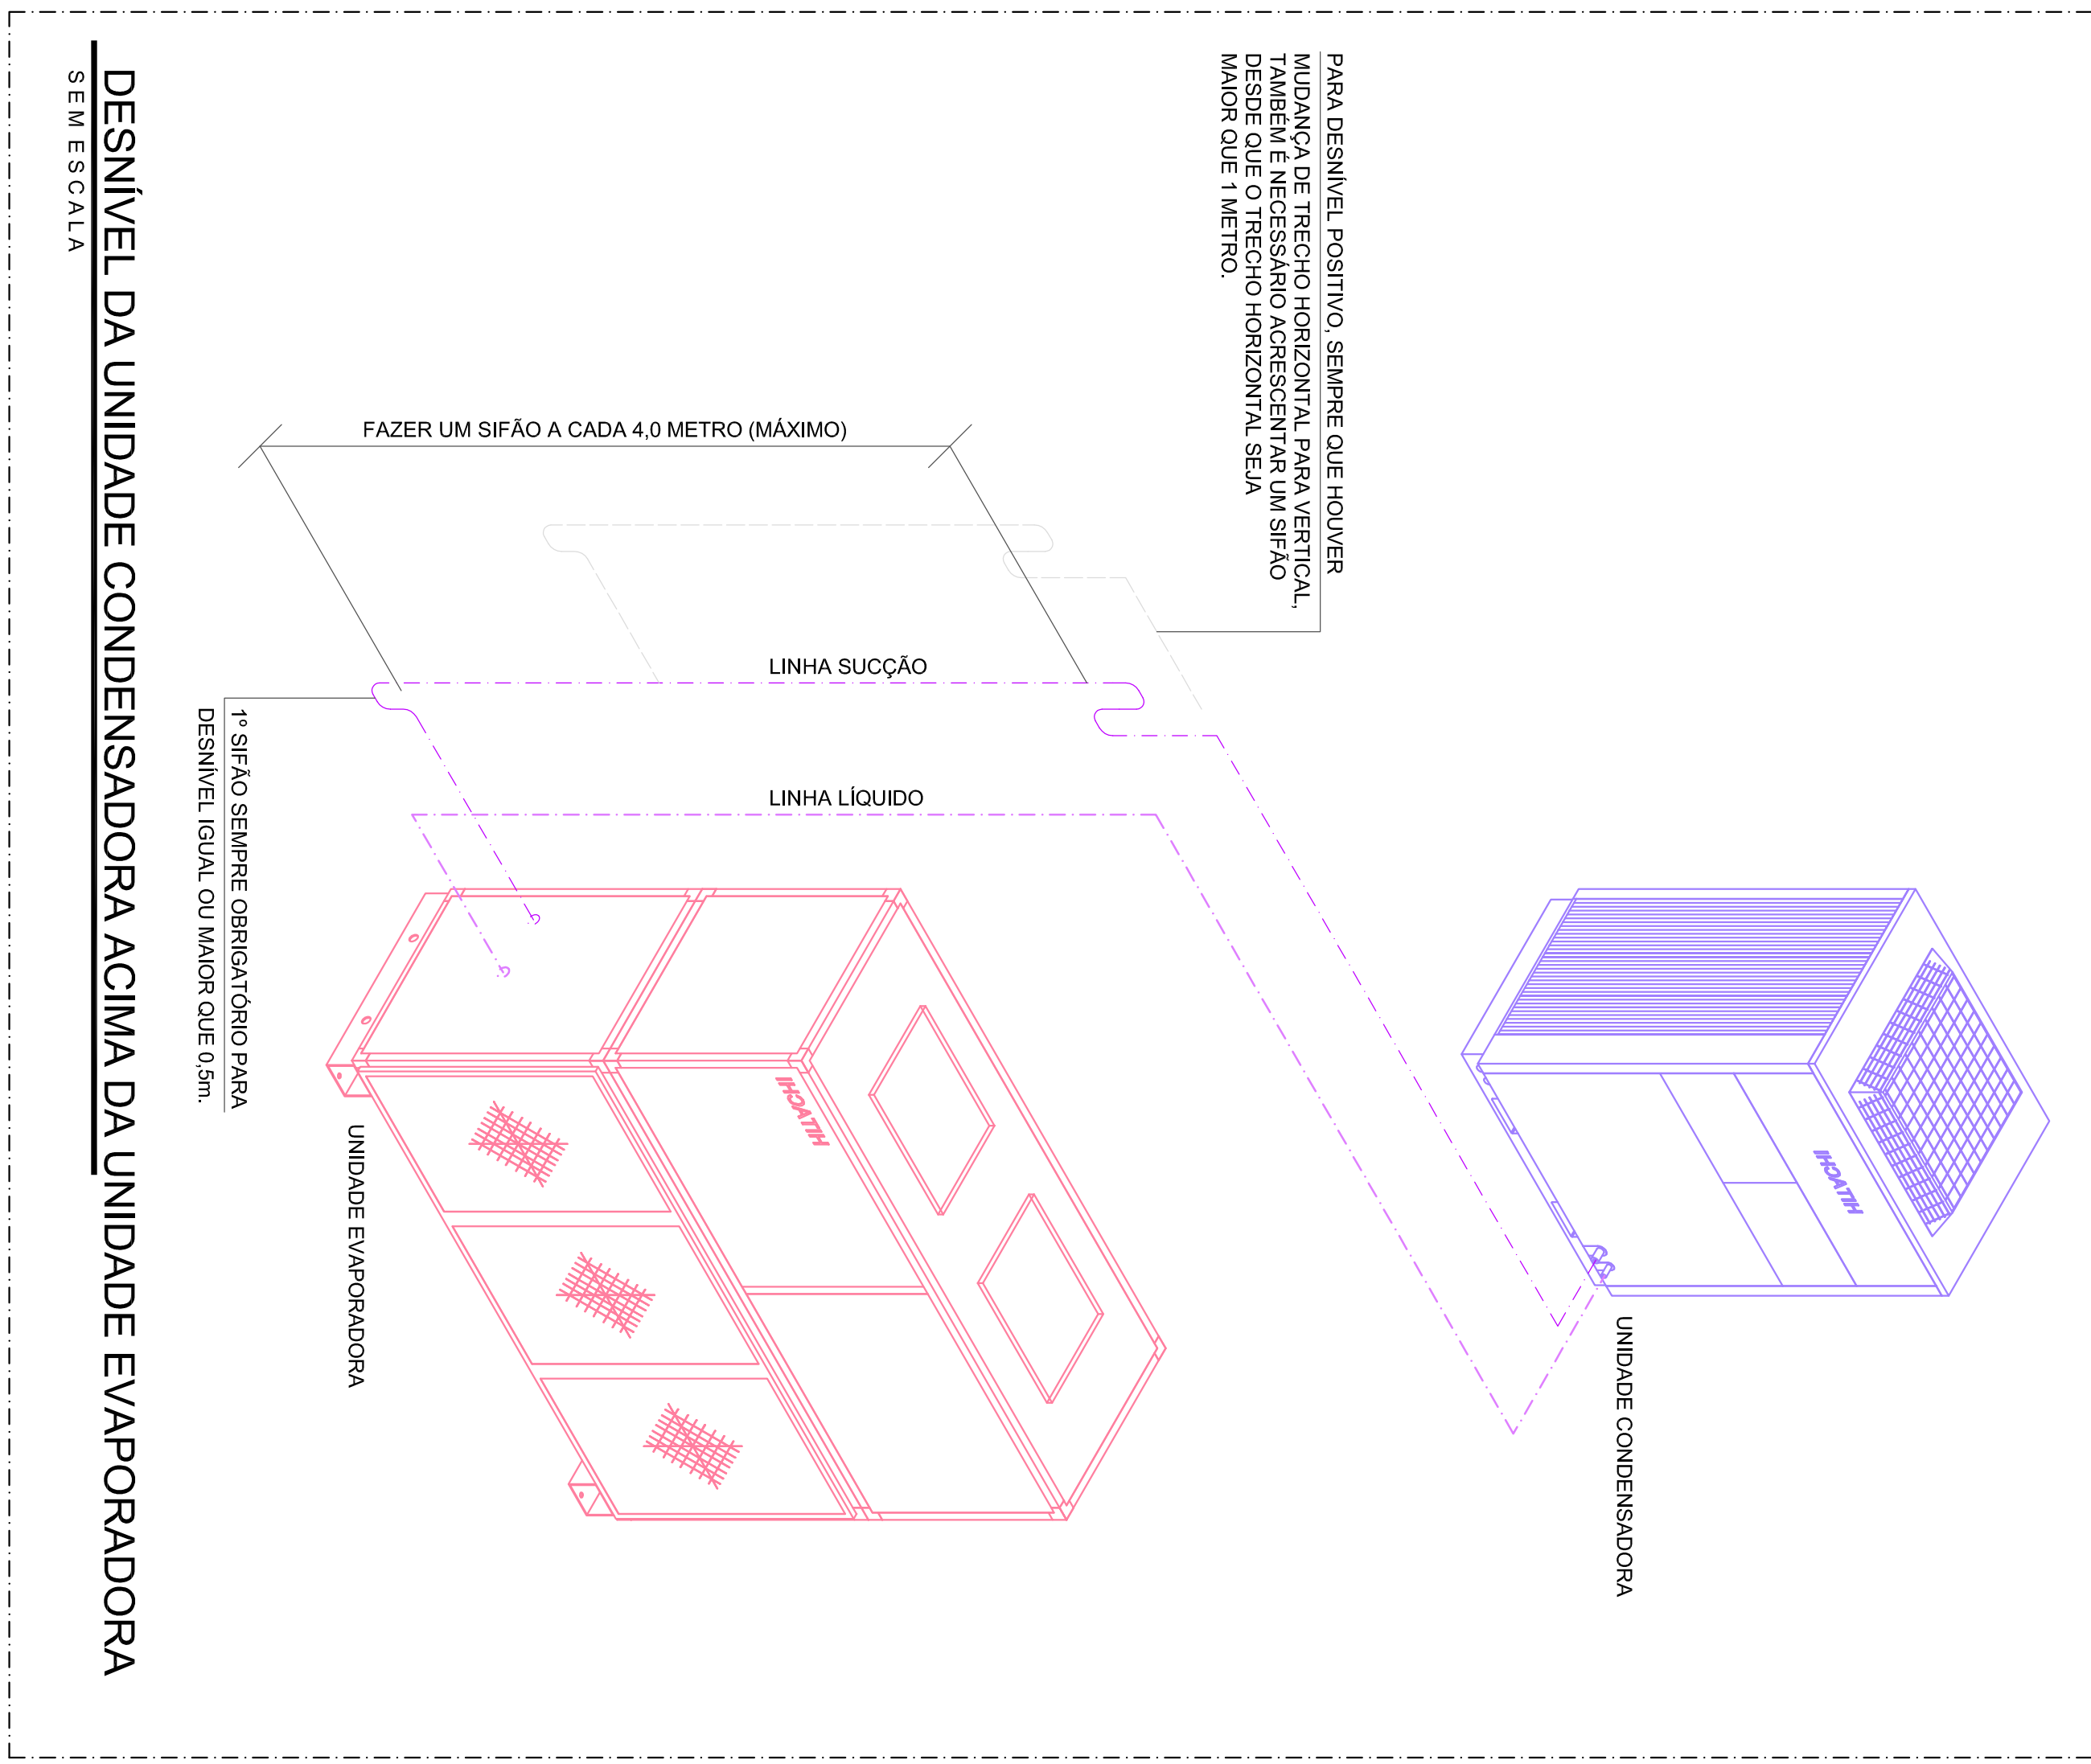 PARA DESNÍVEL POSITIVO, SEMPRE QUE HOUVER
MUDANÇA DE TRECHO HORIZONTAL PARA VERTICAL,
TAMBÉM É NECESSÁRIO ACRESCENTAR UM SIFÃO
DESDE QUE O TRECHO HORIZONTAL SEJA
MAIOR QUE 1 METRO.
HITACHI
UNIDADE CONDENSADORA
FAZER UM SIFÃO A CADA 4,0 METRO (MÁXIMO)
LINHA SUCÇÃO
LINHA LÍQUIDO
HITACHI
UNIDADE EVAPORADORA
1º SIFÃO SEMPRE OBRIGATÓRIO PARA
DESNÍVEL IGUAL OU MAIOR QUE 0,5m.
DESNÍVEL DA UNIDADE CONDENSADORA ACIMA DA UNIDADE EVAPORADORA
SEM ESCALA